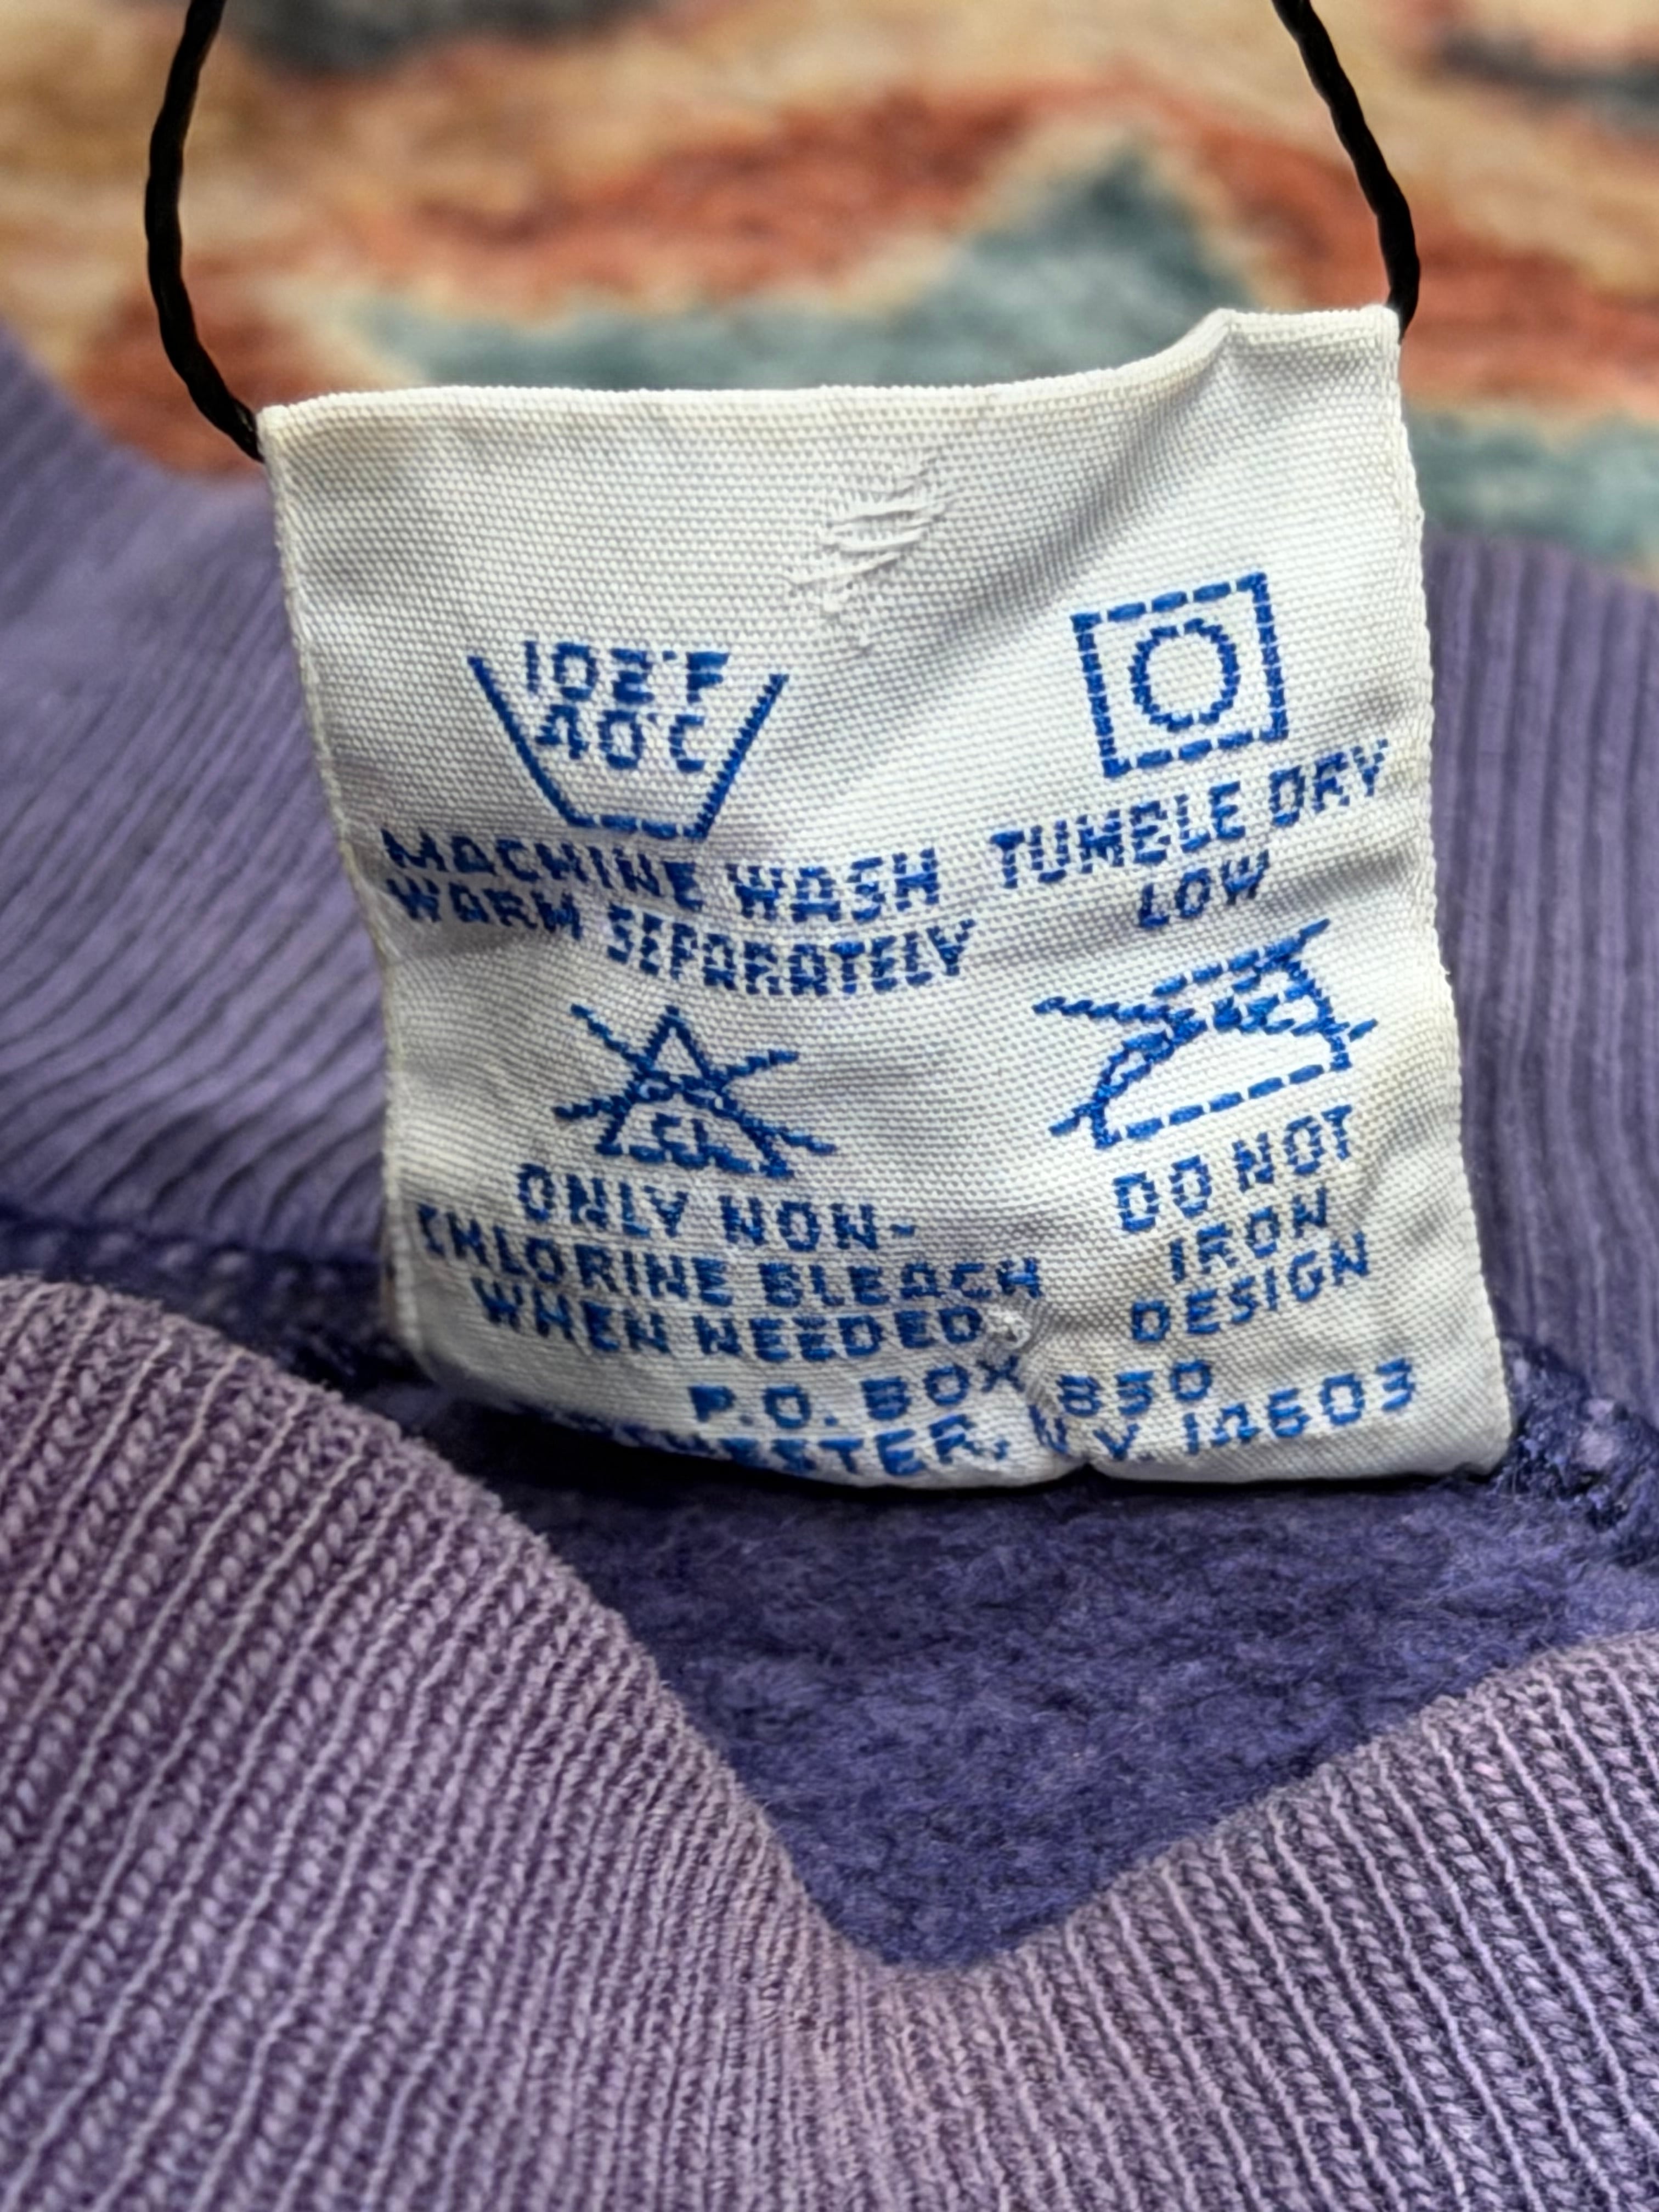 102°F
40°C
MACHINE WASH
WARM SEPARATELY
TUMBLE DRY
LOW
CL
ONLY NON-
CHLORINE BLEACH
WHEN NEEDED
DO NOT
IRON
DESIGN
P.O. BOX 850
N.Y. 14603